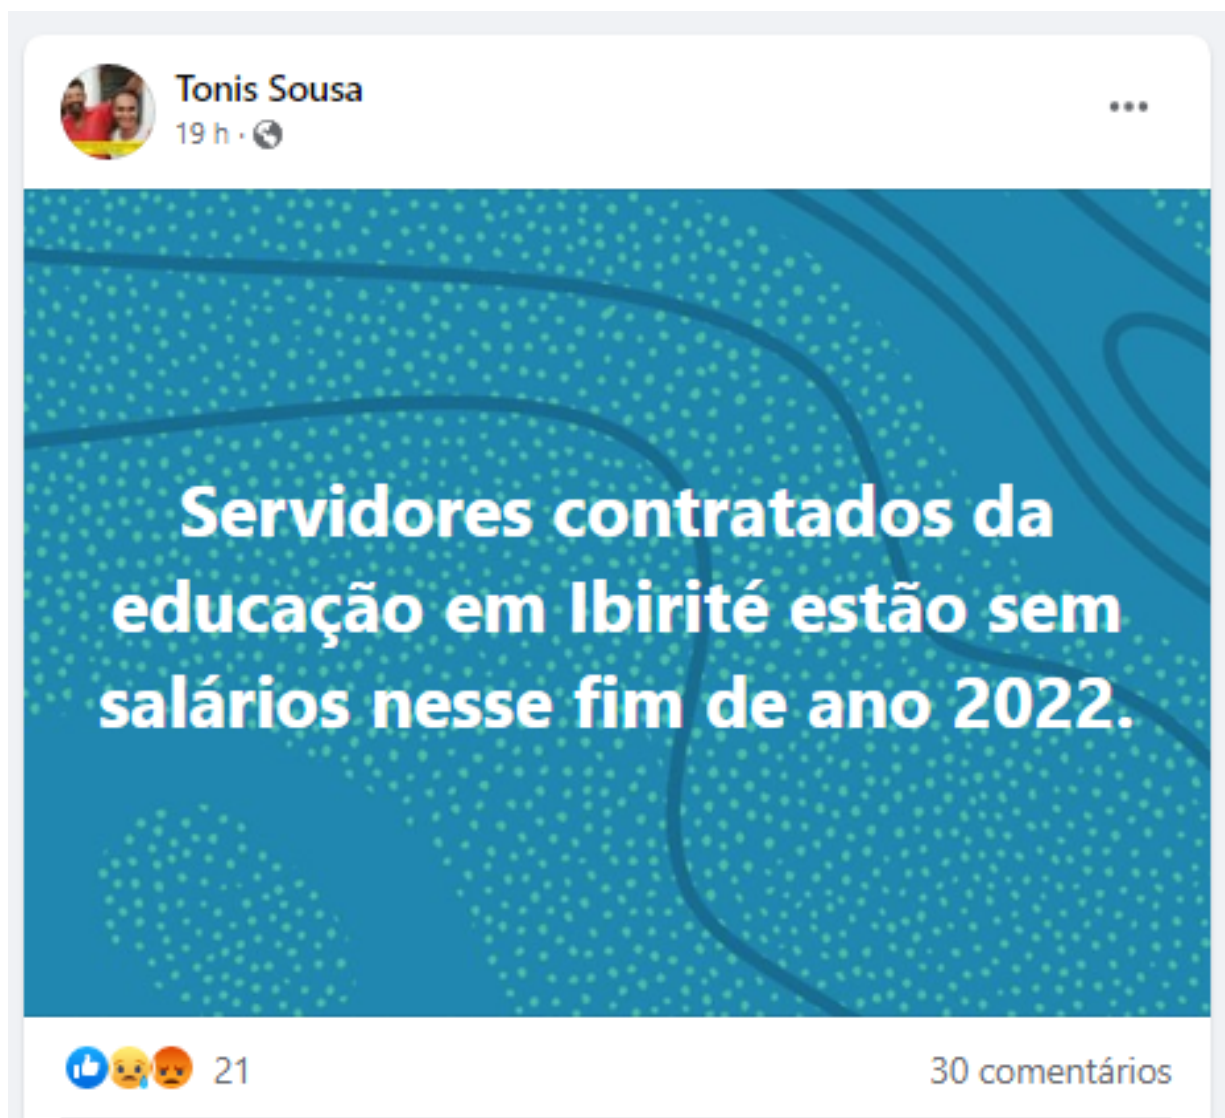 Tonis Sousa
19 h ·
Servidores contratados da
educação em Ibirité estão sem
salários nesse fim de ano 2022.
21
30 comentários